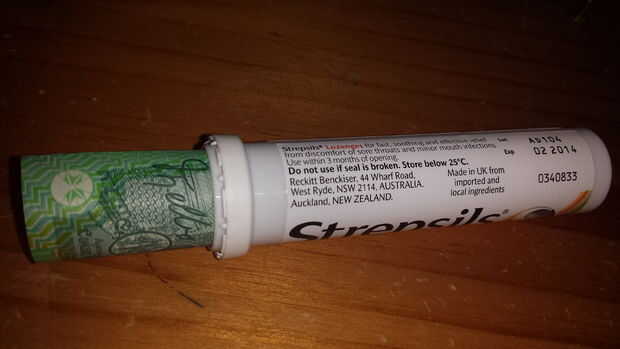 Strepsils® Lozenges for fast, soothing and effective relief
from discomfort of sore throats and minor mouth infections.
Use within 3 months of opening.
Do not use if seal is broken. Store below 25°C.
Reckitt Benckiser, 44 Wharf Road,
West Ryde, NSW 2114, AUSTRALIA.
Auckland, NEW ZEALAND.
Made in UK from
imported and
local ingredients
Lot
Exp
02 2014
0340833
Strepsils®